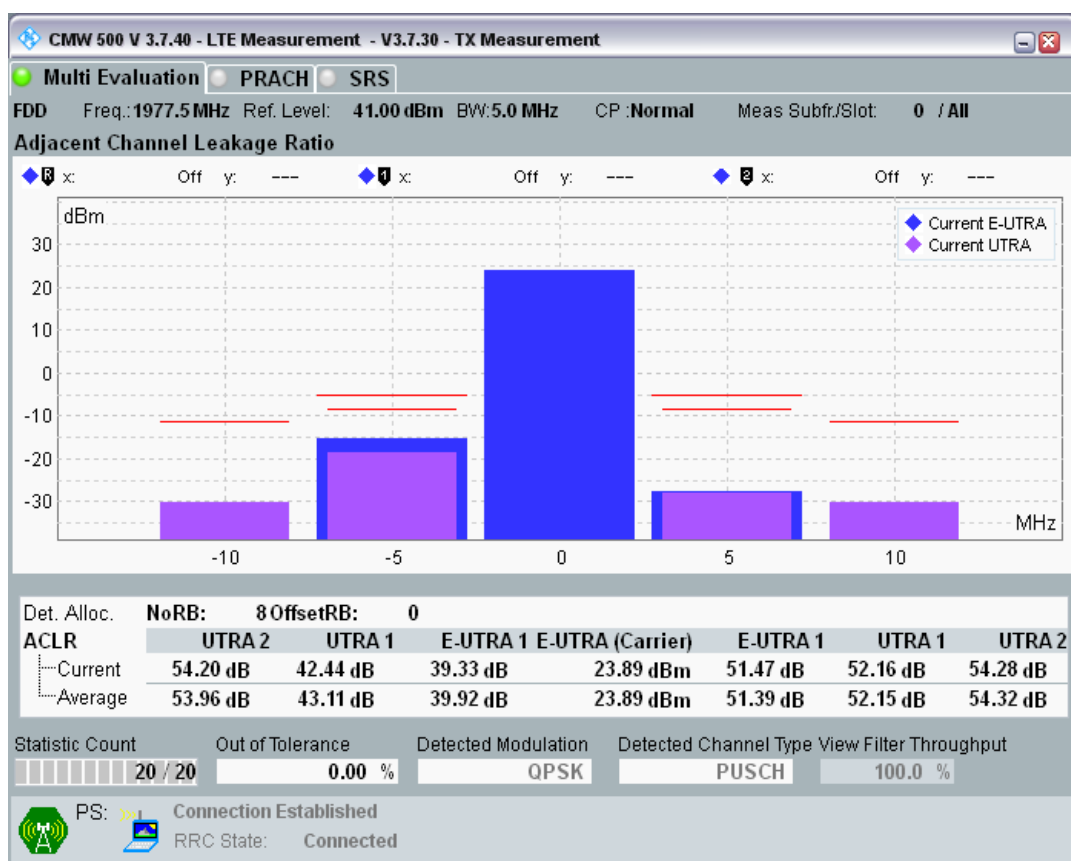 CMW 500 V 3.7.40 - LTE Measurement - V3.7.30 - TX Measurement
Multi Evaluation PRACH SRS
FDD Freq.: 1977.5 MHz Ref. Level: 41.00 dBm BW: 5.0 MHz CP : Normal Meas Subfr./Slot: 0 / All
Adjacent Channel Leakage Ratio
R x: Off y: --- 1 x: Off y: --- 2 x: Off y: ---
dBm
Current E-UTRA
Current UTRA
30
20
10
0
-10
-20
-30
MHz
-10 -5 0 5 10
Det. Alloc. NoRB: 8 OffsetRB: 0
ACLR UTRA 2 UTRA 1 E-UTRA 1 E-UTRA (Carrier) E-UTRA 1 UTRA 1 UTRA 2
Current 54.20 dB 42.44 dB 39.33 dB 23.89 dBm 51.47 dB 52.16 dB 54.28 dB
Average 53.96 dB 43.11 dB 39.92 dB 23.89 dBm 51.39 dB 52.15 dB 54.32 dB
Statistic Count Out of Tolerance Detected Modulation Detected Channel Type View Filter Throughput
20 / 20 0.00 % QPSK PUSCH 100.0 %
PS: Connection Established
RRC State: Connected